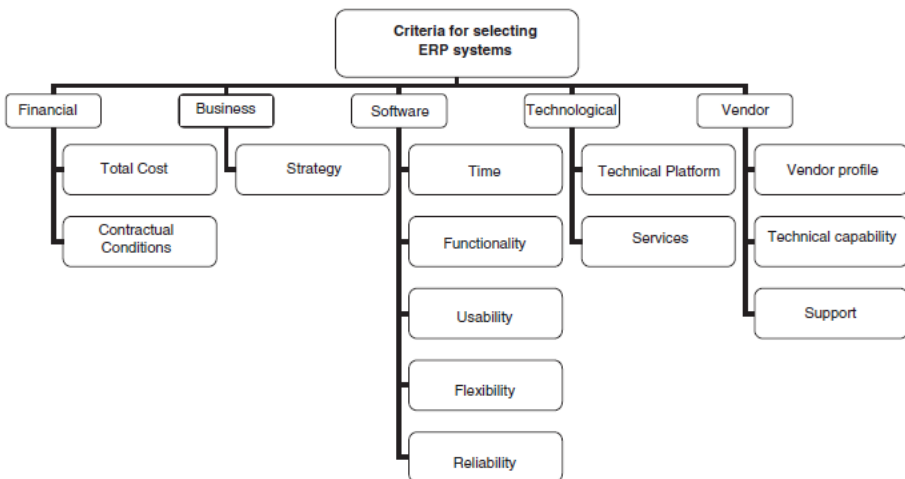 Criteria for selecting
ERP systems
Financial
Business
Software
Technological
Vendor
Total Cost
Strategy
Time
Technical Platform
Vendor profile
Contractual
Conditions
Functionality
Services
Technical capability
Usability
Support
Flexibility
Reliability